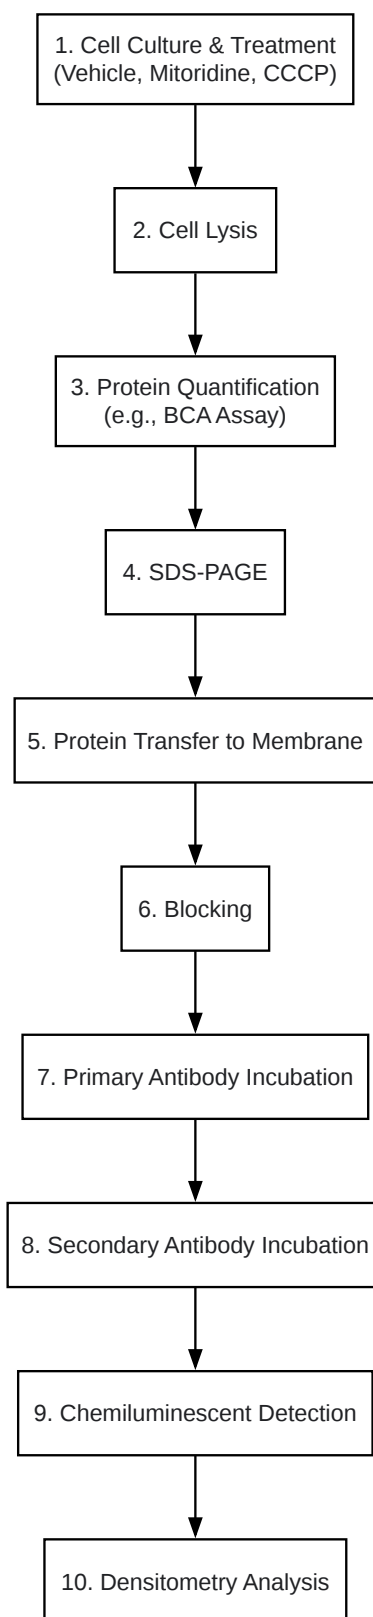 1. Cell Culture & Treatment
(Vehicle, Mitoridine, CCCP)
2. Cell Lysis
3. Protein Quantification
(e.g., BCA Assay)
4. SDS-PAGE
5. Protein Transfer to Membrane
6. Blocking
7. Primary Antibody Incubation
8. Secondary Antibody Incubation
9. Chemiluminescent Detection
10. Densitometry Analysis